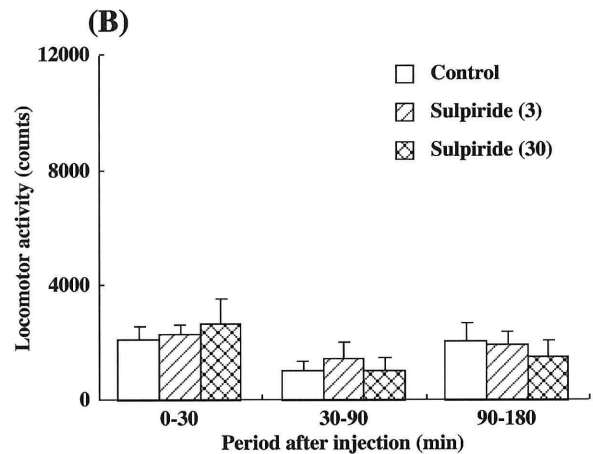 (B)
12000
8000
4000
0
Locomotor activity (counts)
Control
Sulpiride (3)
Sulpiride (30)
0-30
30-90
90-180
Period after injection (min)